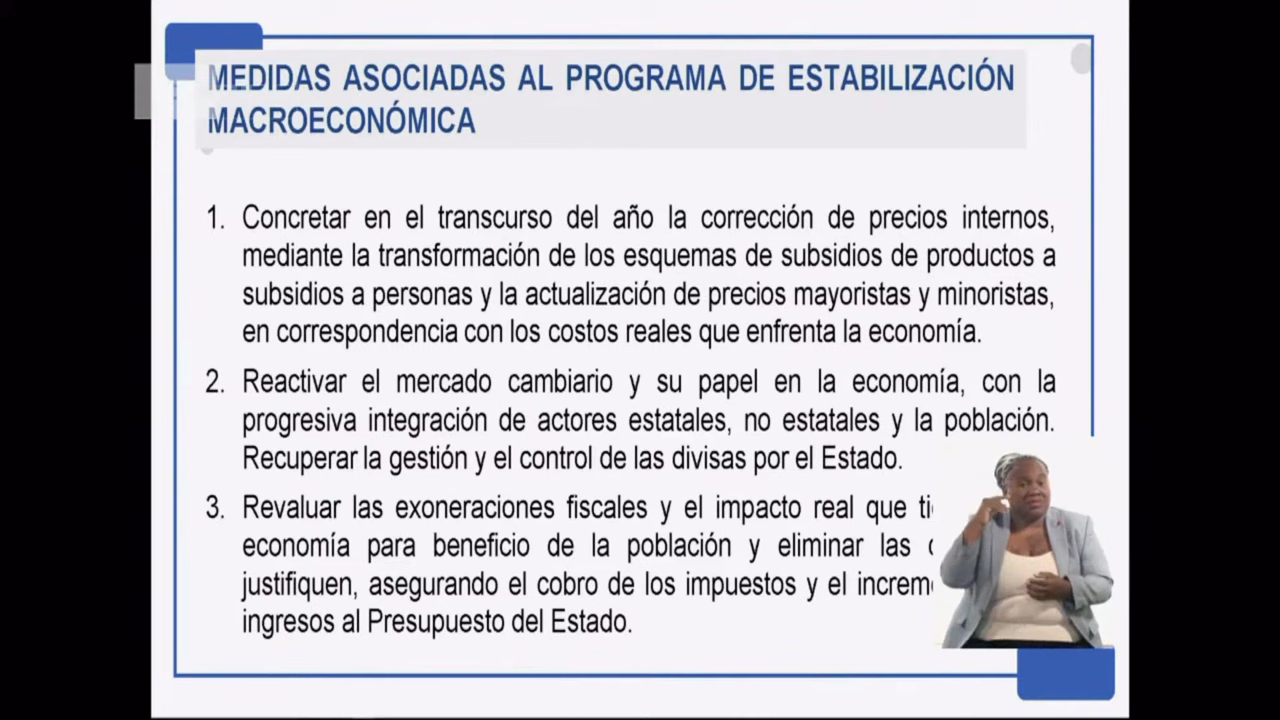 MEDIDAS ASOCIADAS AL PROGRAMA DE ESTABILIZACIÓN
MACROECONÓMICA
1. Concretar en el transcurso del año la corrección de precios internos,
mediante la transformación de los esquemas de subsidios de productos a
subsidios a personas y la actualización de precios mayoristas y minoristas,
en correspondencia con los costos reales que enfrenta la economía.
2. Reactivar el mercado cambiario y su papel en la economía, con la
progresiva integración de actores estatales, no estatales y la población.
Recuperar la gestión y el control de las divisas por el Estado.
3. Revaluar las exoneraciones fiscales y el impacto real que
economía para beneficio de la población y eliminar las
justifiquen, asegurando el cobro de los impuestos y el
ingresos al Presupuesto del Estado.